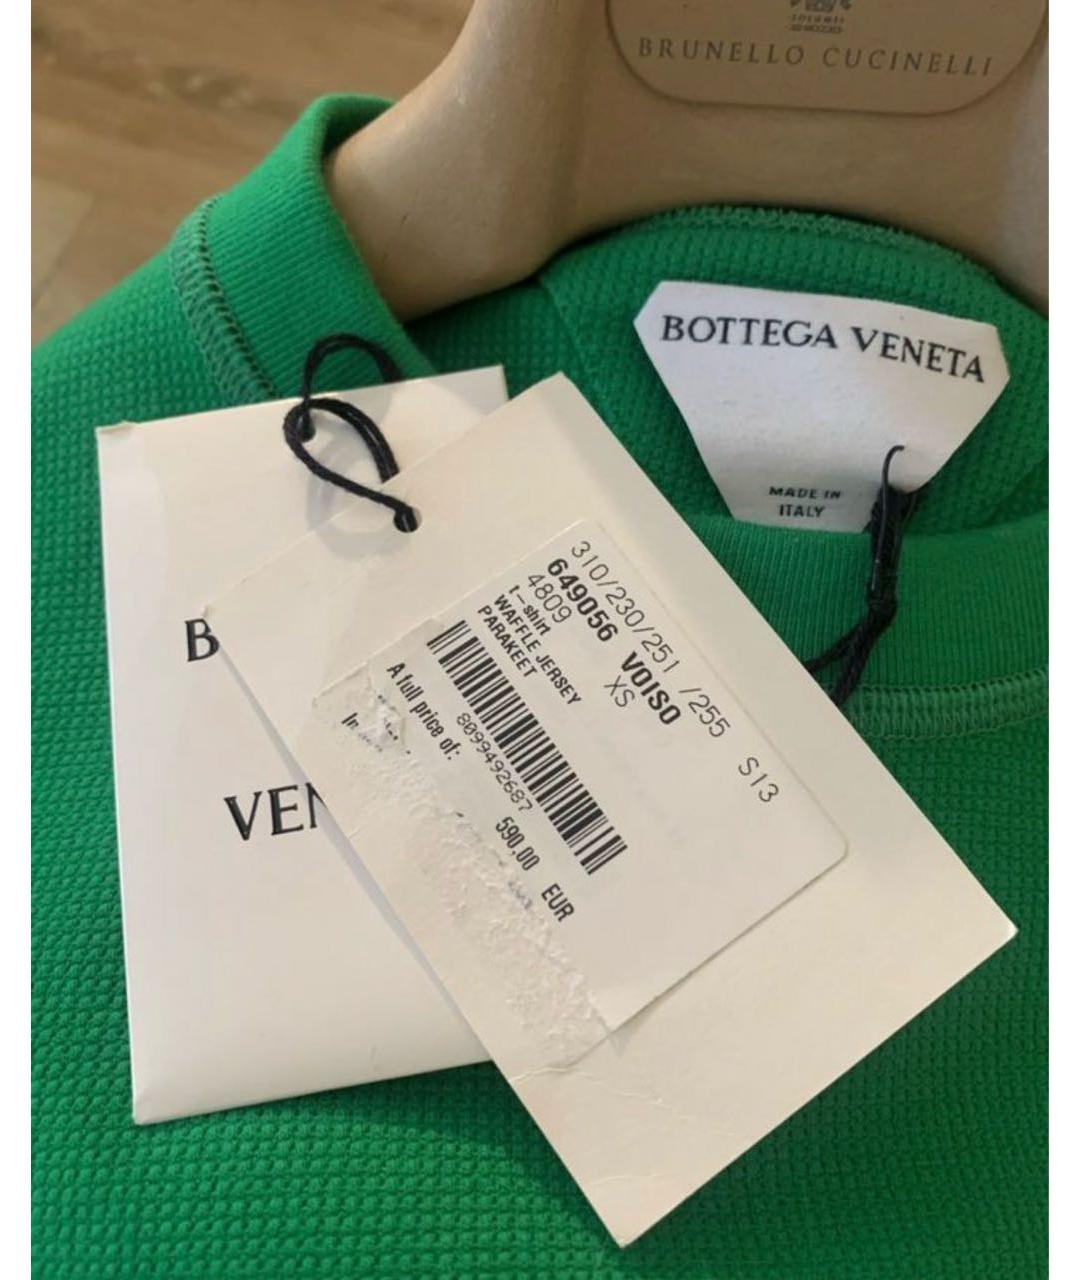 BRUNELLO CUCINELLI
BOTTEGA VENETA
MADE IN
ITALY
B
VEN
310/230/251 /255 S13
649056 VOISO
4809 XS
t-shirt
WAFFLE JERSEY
PARAKEET
8099492687
A full price of:
590,00 EUR